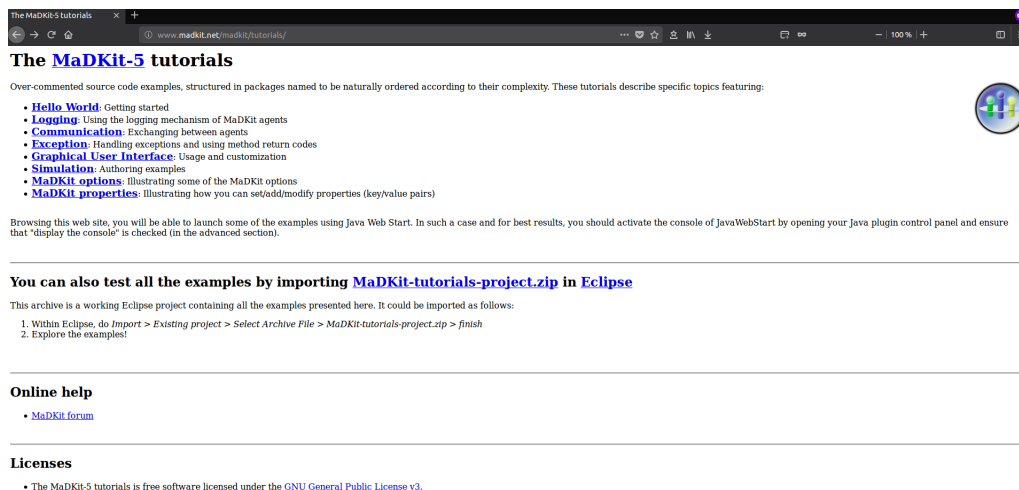 The MaDKit-5 tutorials
www.madkit.net/madkit/tutorials/
100%
The MaDKit-5 tutorials
Over-commented source code examples, structured in packages named to be naturally ordered according to their complexity. These tutorials describe specific topics featuring:
Hello World: Getting started
Logging: Using the logging mechanism of MaDKit agents
Communication: Exchanging between agents
Exception: Handling exceptions and using method return codes
Graphical User Interface: Usage and customization
Simulation: Authoring examples
MaDKit options: Illustrating some of the MaDKit options
MaDKit properties: Illustrating how you can set/add/modify properties (key/value pairs)
Browsing this web site, you will be able to launch some of the examples using Java Web Start. In such a case and for best results, you should activate the console of JavaWebStart by opening your Java plugin control panel and ensure
that "display the console" is checked (in the advanced section).
You can also test all the examples by importing MaDKit-tutorials-project.zip in Eclipse
This archive is a working Eclipse project containing all the examples presented here. It could be imported as follows:
1. Within Eclipse, do Import > Existing project > Select Archive File > MaDKit-tutorials-project.zip > finish
2. Explore the examples!
Online help
MaDKit forum
Licenses
The MaDKit-5 tutorials is free software licensed under the GNU General Public License v3.